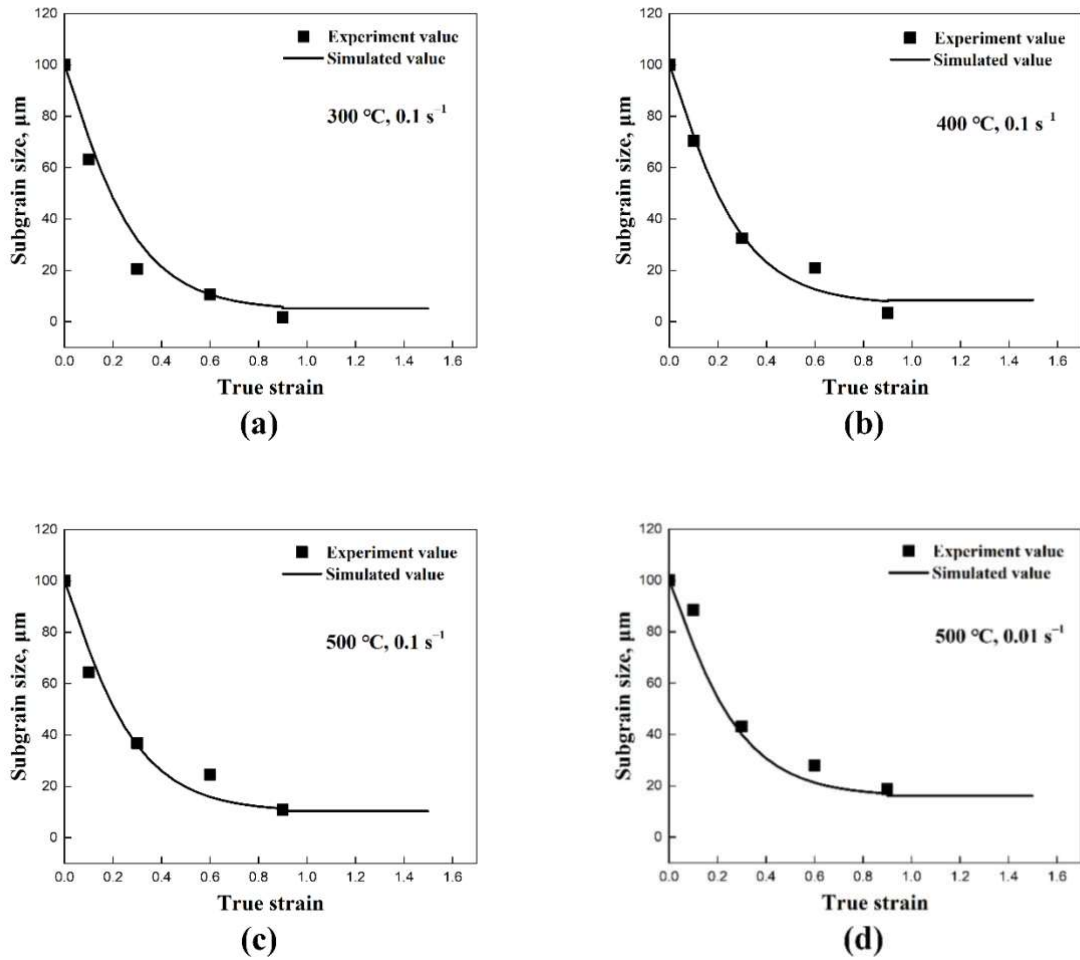 120
100
80
60
40
20
0
Subgrain size, μm
Experiment value
Simulated value
300 °C, 0.1 s⁻¹
0.0 0.2 0.4 0.6 0.8 1.0 1.2 1.4 1.6
True strain
(a)
120
100
80
60
40
20
0
Subgrain size, μm
Experiment value
Simulated value
400 °C, 0.1 s⁻¹
0.0 0.2 0.4 0.6 0.8 1.0 1.2 1.4 1.6
True strain
(b)
120
100
80
60
40
20
0
Subgrain size, μm
Experiment value
Simulated value
500 °C, 0.1 s⁻¹
0.0 0.2 0.4 0.6 0.8 1.0 1.2 1.4 1.6
True strain
(c)
120
100
80
60
40
20
0
Subgrain size, μm
Experiment value
Simulated value
500 °C, 0.01 s⁻¹
0.0 0.2 0.4 0.6 0.8 1.0 1.2 1.4 1.6
True strain
(d)